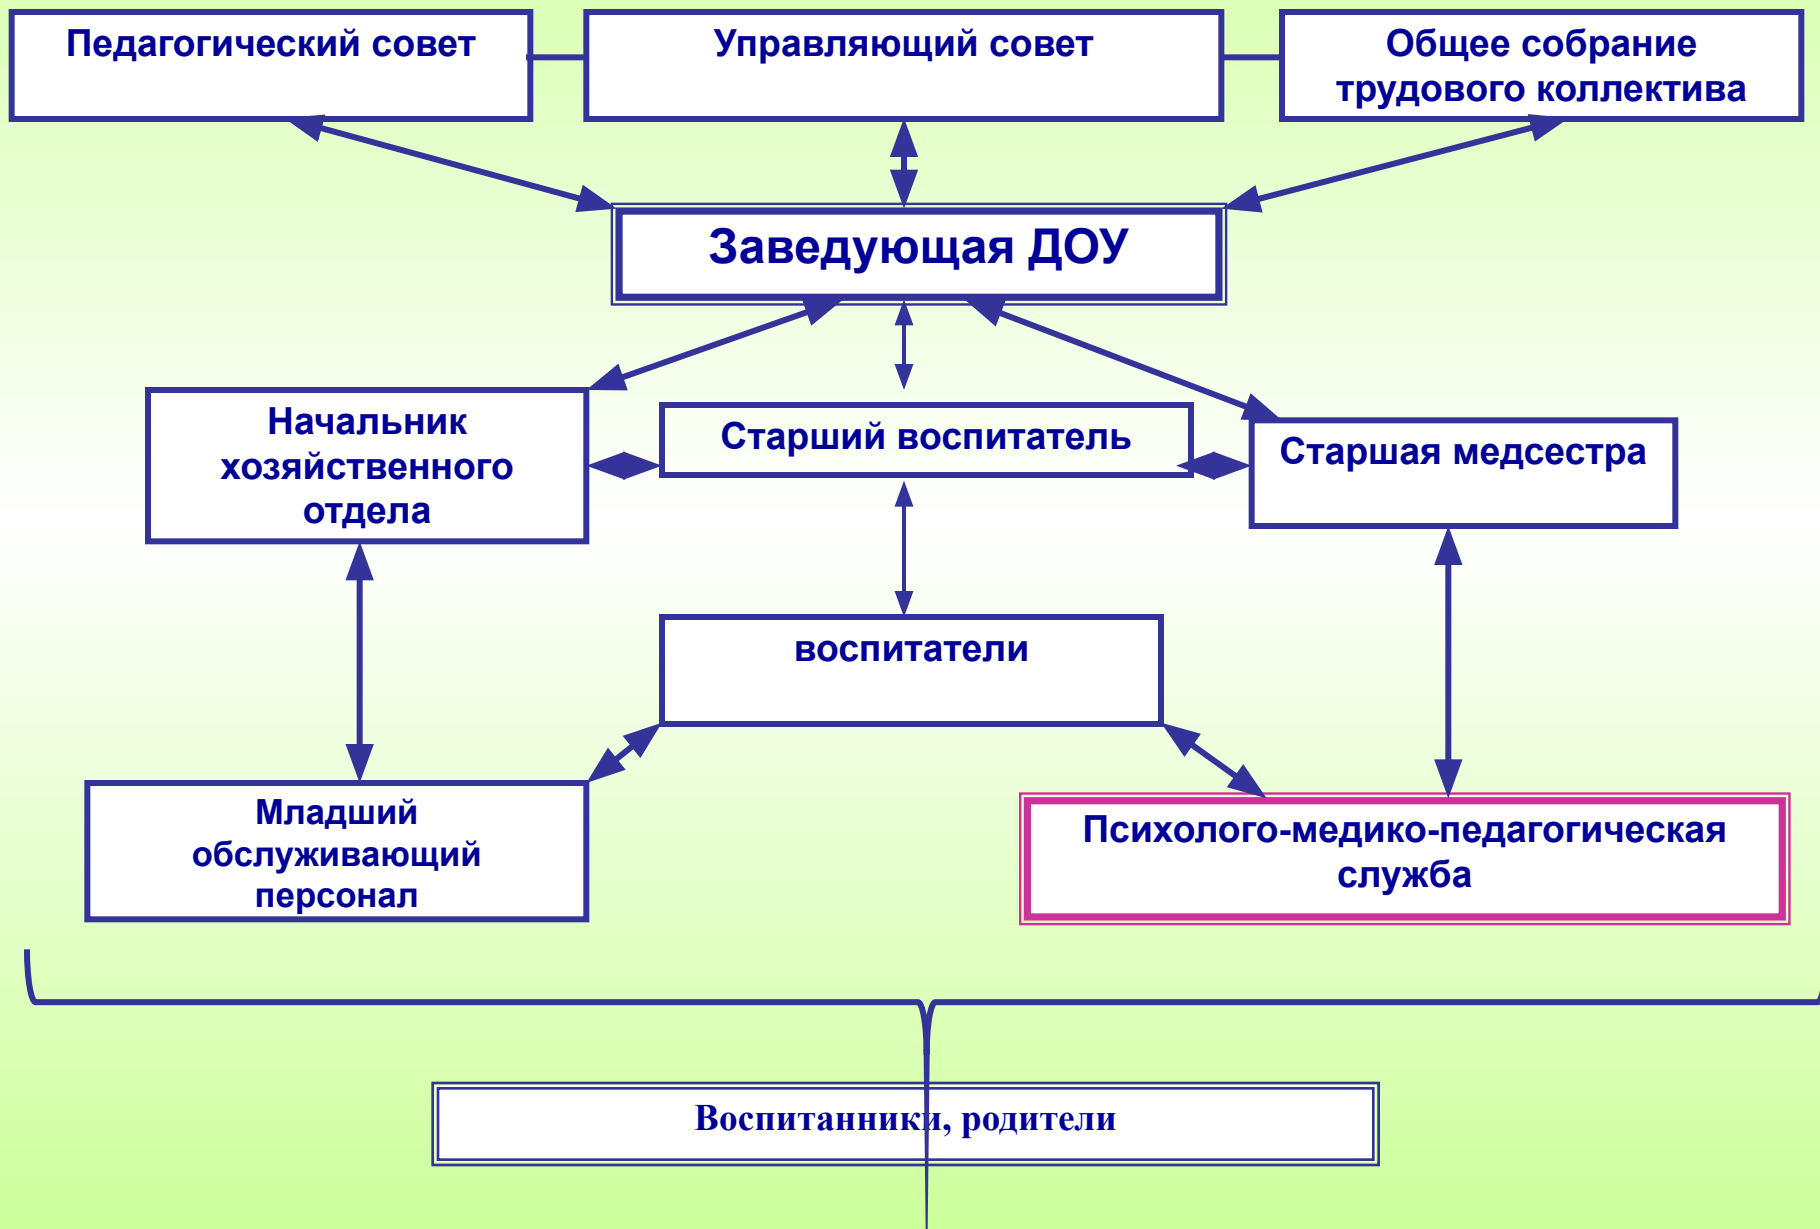 Педагогический совет
Управляющий совет
Общее собрание
трудового коллектива
Заведующая ДОУ
Начальник
хозяйственного
отдела
Старший воспитатель
Старшая медсестра
воспитатели
Младший
обслуживающий
персонал
Психолого-медико-педагогическая
служба
Воспитанники, родители